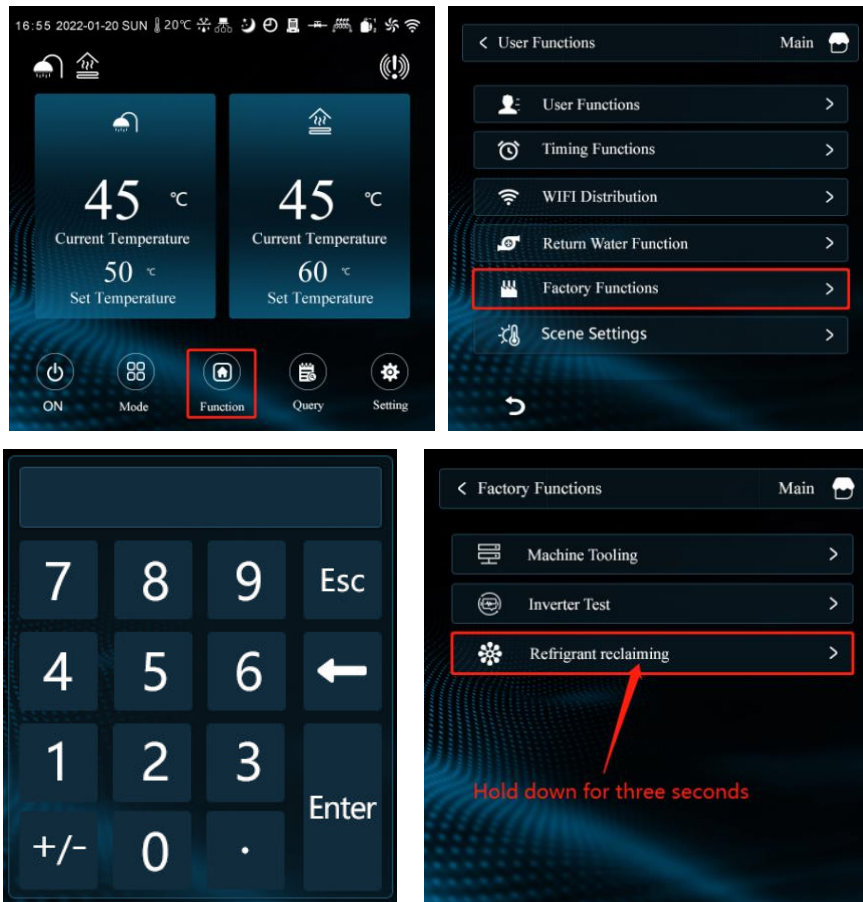 16:55 2022-01-20 SUN 20℃
45 ℃
Current Temperature
50 ℃
Set Temperature
45 ℃
Current Temperature
60 ℃
Set Temperature
ON
Mode
Function
Query
Setting
< User Functions
Main
User Functions >
Timing Functions >
WIFI Distribution >
Return Water Function >
Factory Functions >
Scene Settings >
7 8 9 Esc
4 5 6
1 2 3
Enter
+/- 0 .
< Factory Functions
Main
Machine Tooling >
Inverter Test >
Refrigrant reclaiming >
Hold down for three seconds